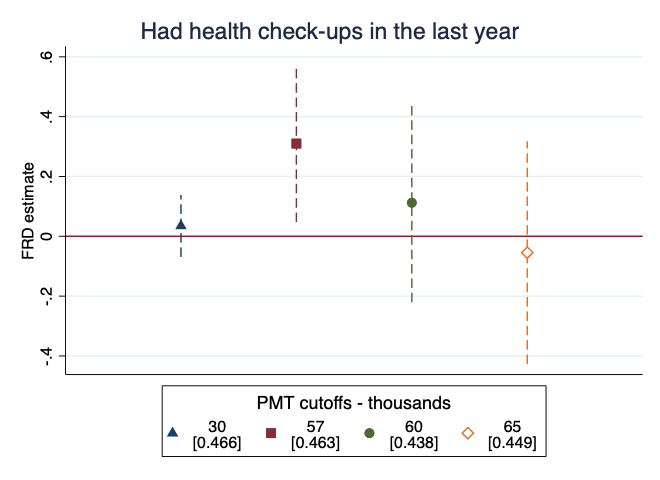 Had health check-ups in the last year
.6
.4
.2
0
-.2
-.4
FRD estimate
PMT cutoffs - thousands
30 57 60 65
[0.466] [0.463] [0.438] [0.449]